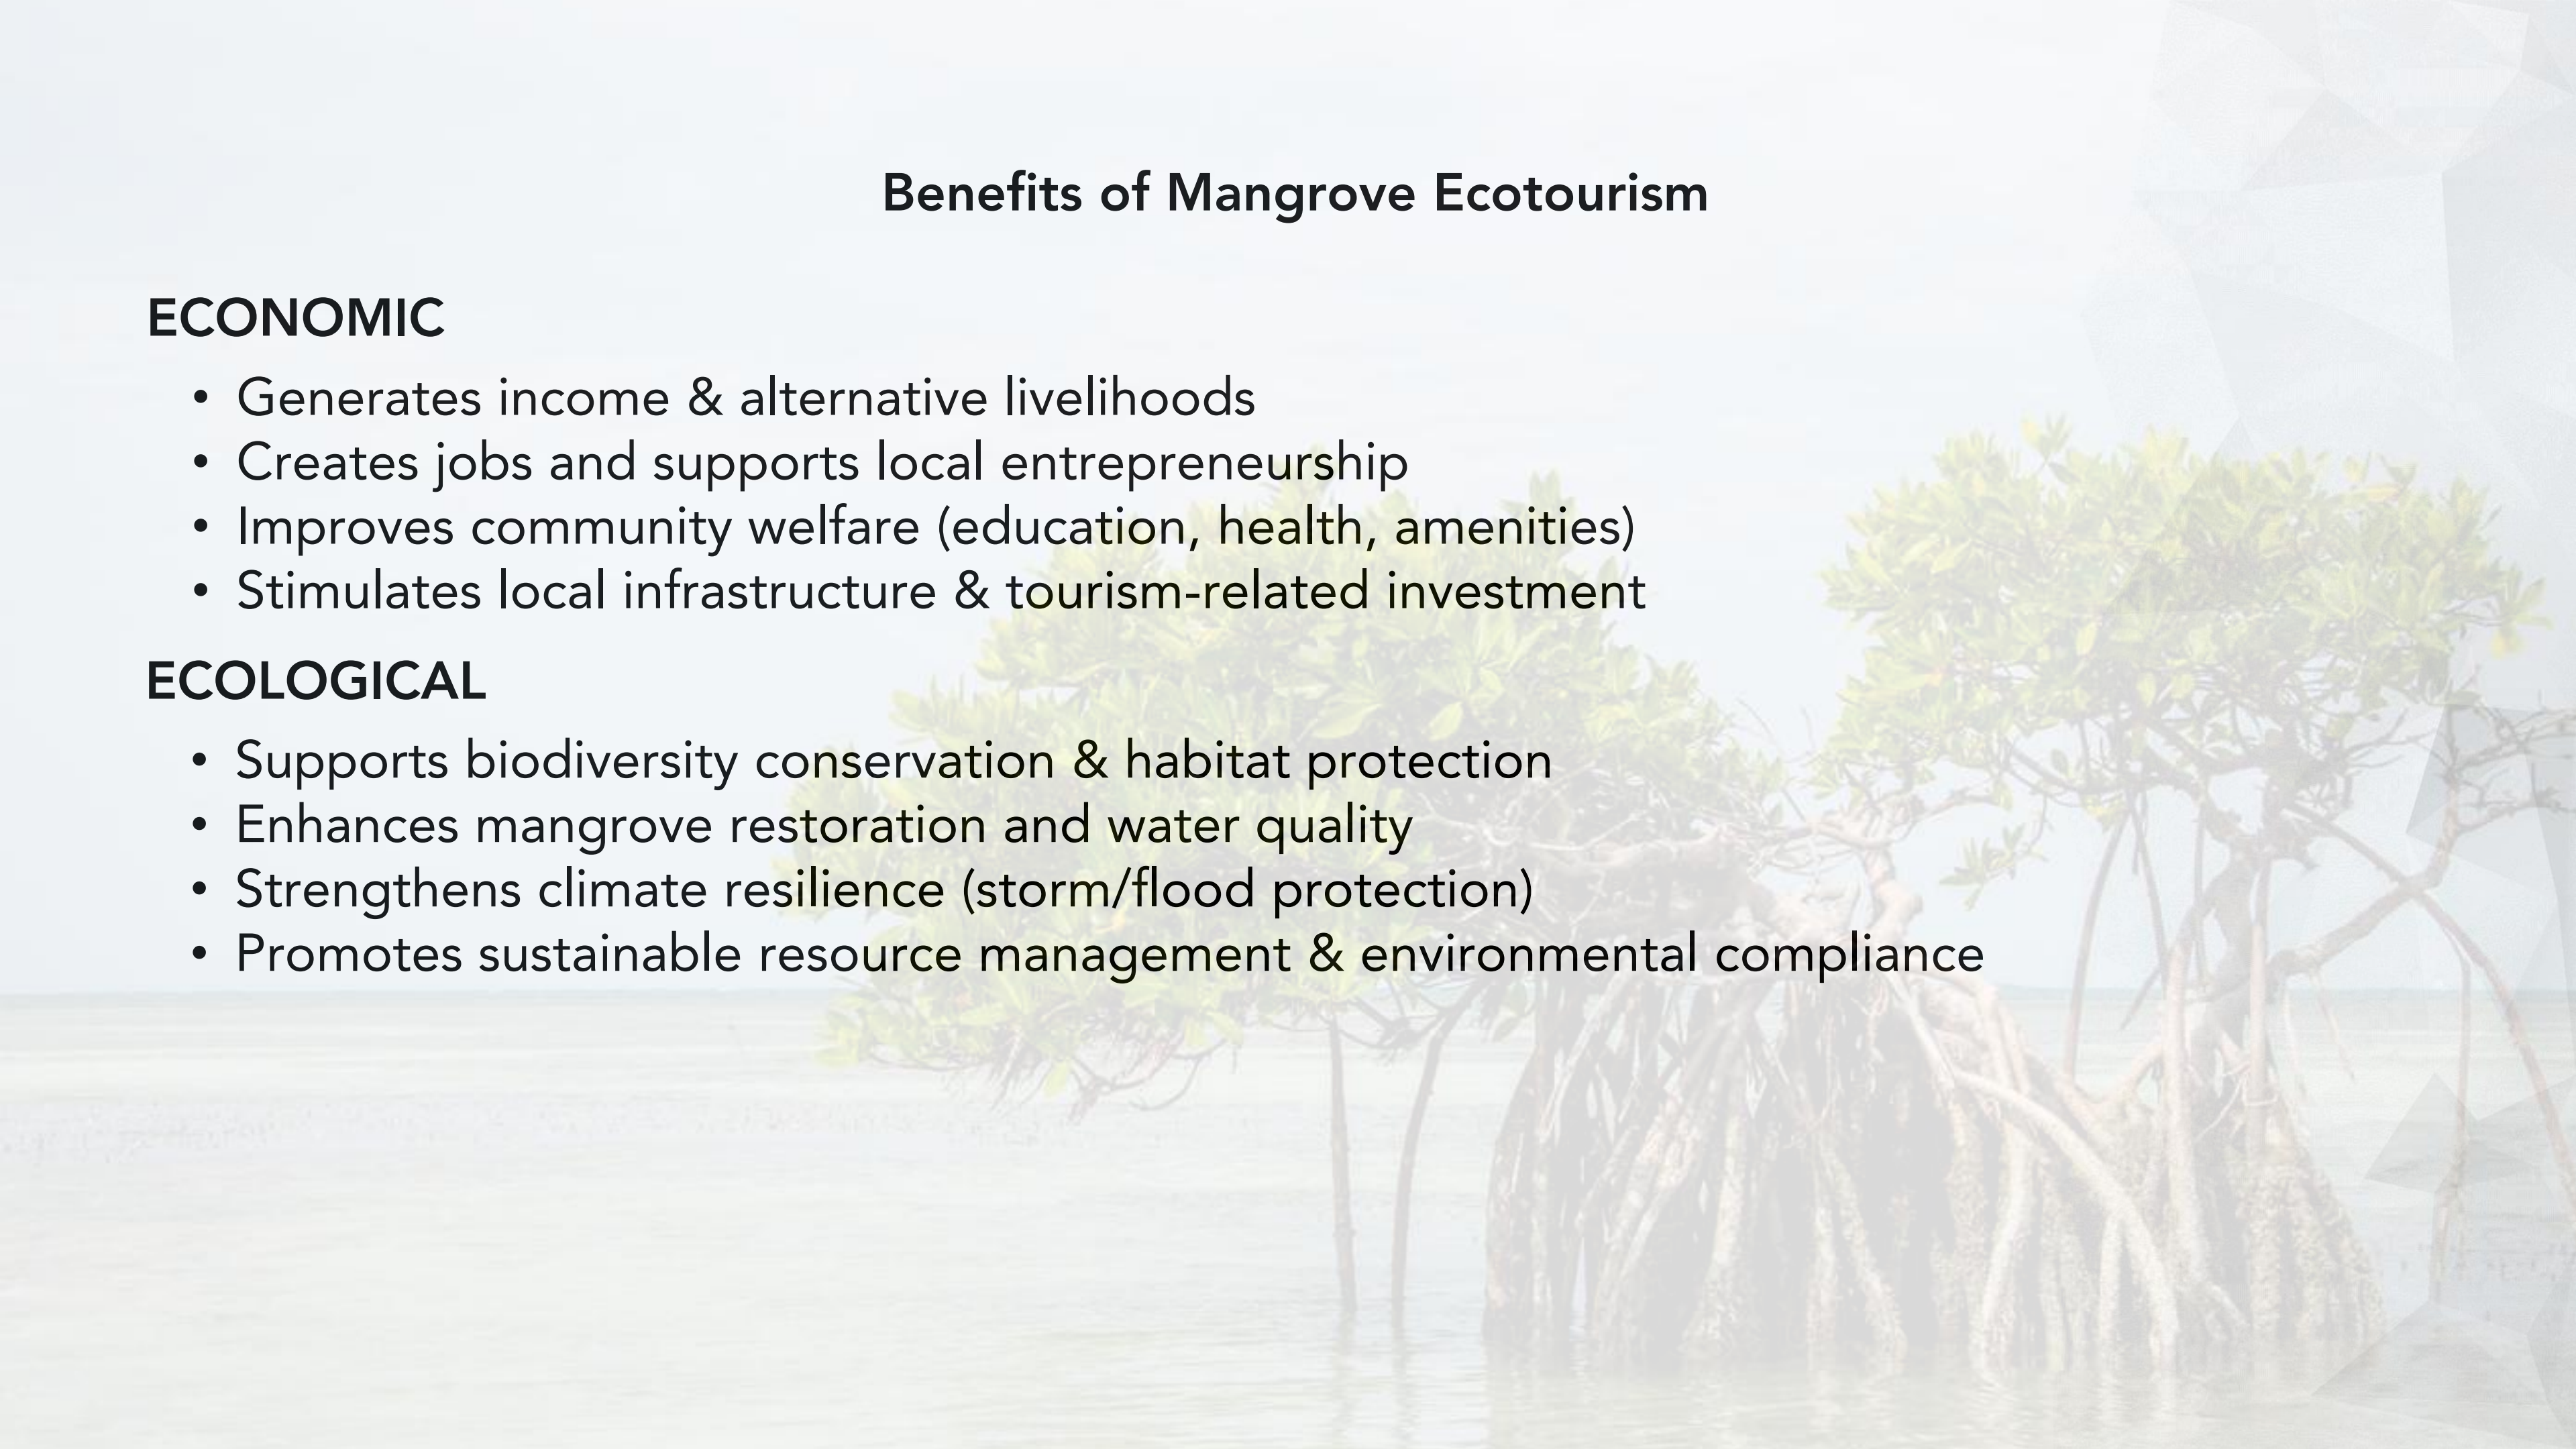 Benefits of Mangrove Ecotourism
ECONOMIC
• Generates income & alternative livelihoods
• Creates jobs and supports local entrepreneurship
• Improves community welfare (education, health, amenities)
• Stimulates local infrastructure & tourism-related investment
ECOLOGICAL
• Supports biodiversity conservation & habitat protection
• Enhances mangrove restoration and water quality
• Strengthens climate resilience (storm/flood protection)
• Promotes sustainable resource management & environmental compliance